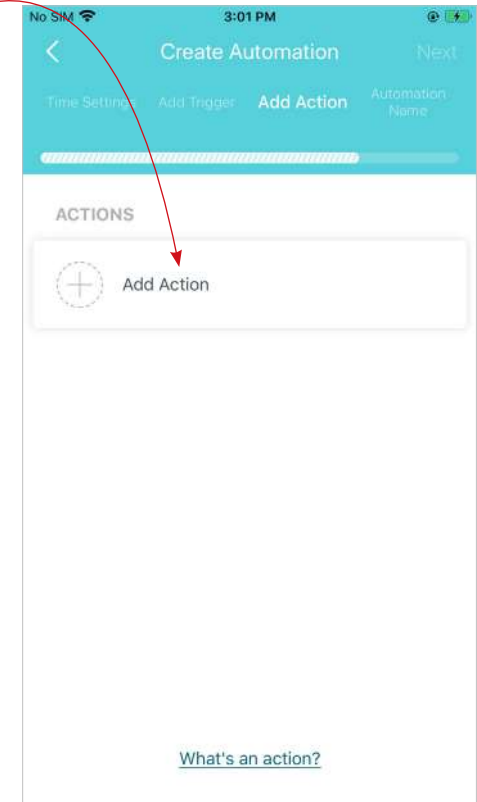 No SIM 3:01 PM
Create Automation Next
Time Settings Add Trigger Add Action Automation Name
ACTIONS
Add Action
What's an action?